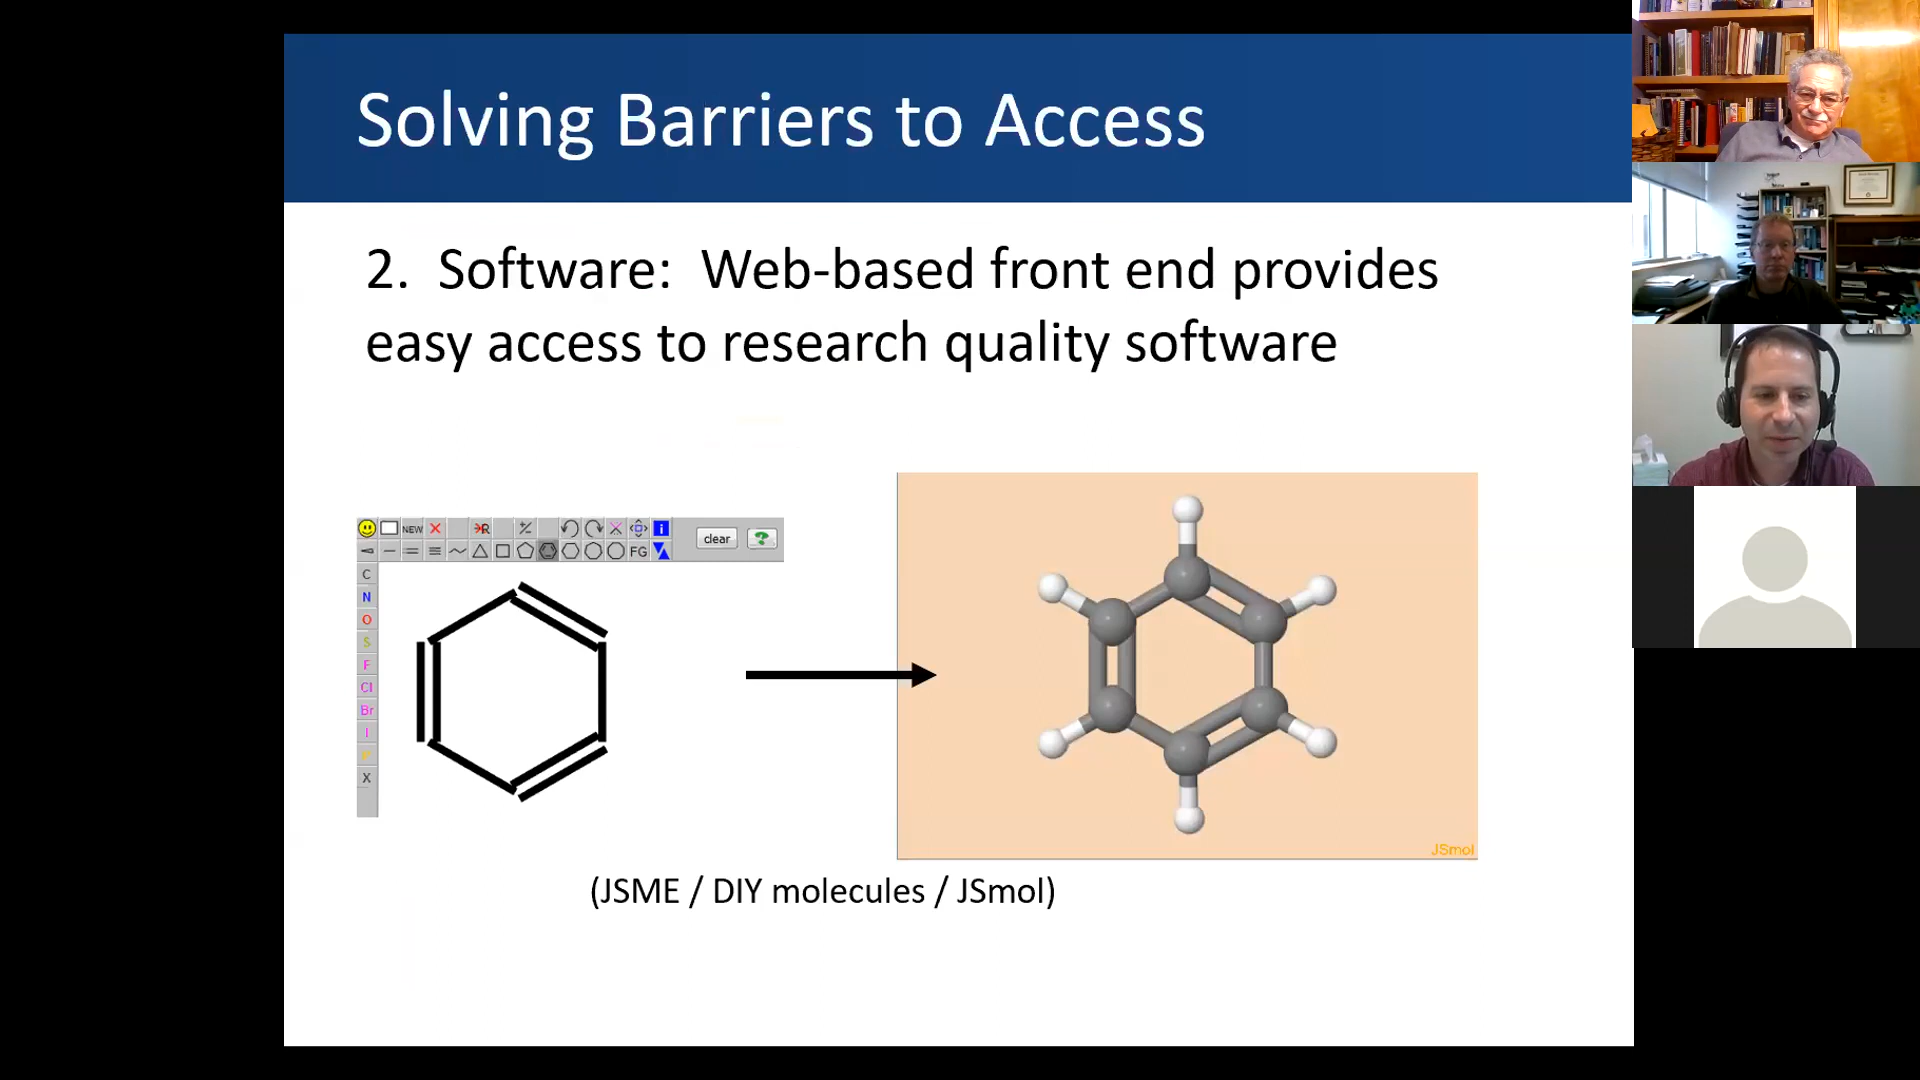 Solving Barriers to Access
2. Software: Web-based front end provides
easy access to research quality software
NEW
R
clear
?
FG
C
N
O
S
F
Cl
Br
I
P
X
JSmol
(JSME / DIY molecules / JSmol)